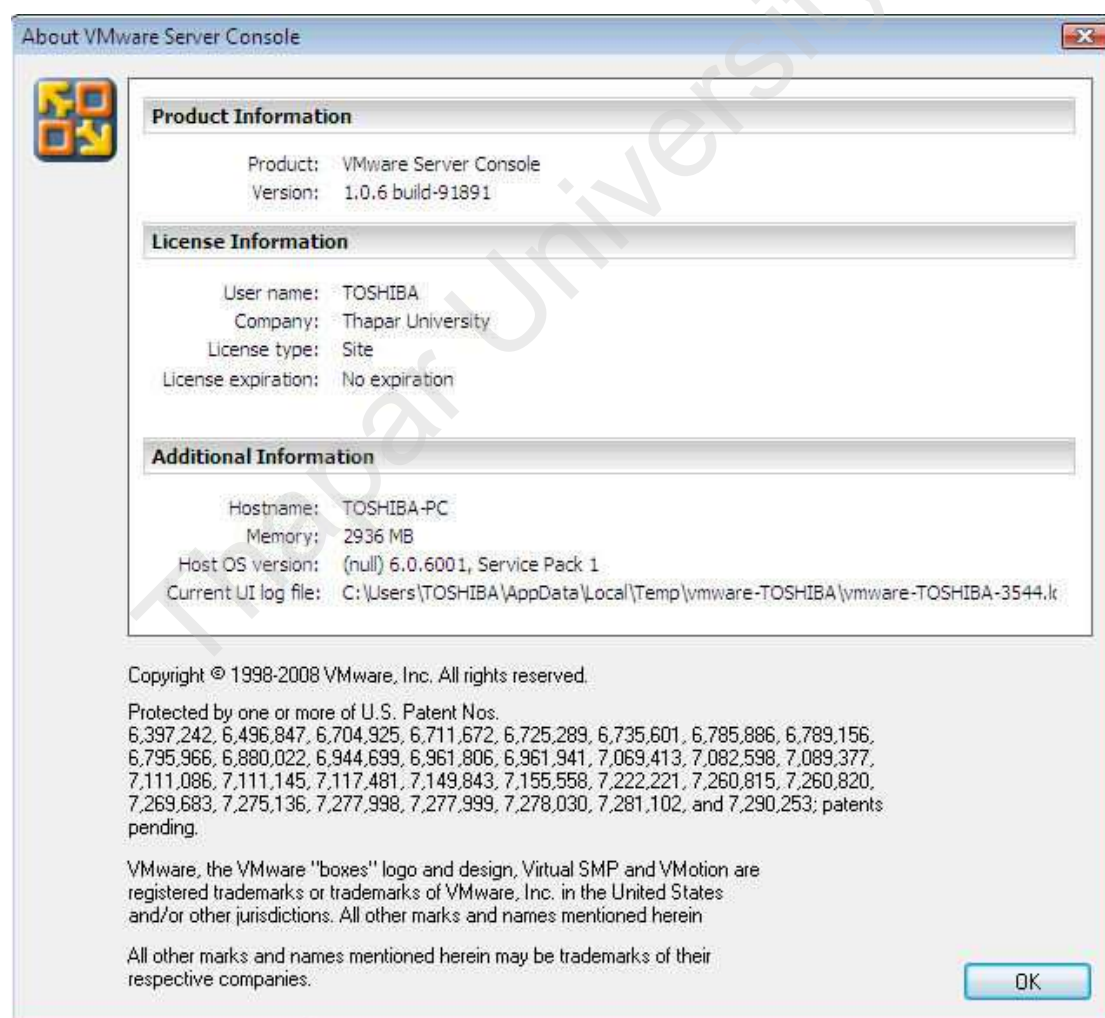 About VMware Server Console
Product Information
Product: VMware Server Console
Version: 1.0.6 build-91891
License Information
User name: TOSHIBA
Company: Thapar University
License type: Site
License expiration: No expiration
Additional Information
Hostname: TOSHIBA-PC
Memory: 2936 MB
Host OS version: (null) 6.0.6001, Service Pack 1
Current UI log file: C:\Users\TOSHIBA\AppData\Local\Temp\vmware-TOSHIBA\vmware-TOSHIBA-3544.lo
Copyright © 1998-2008 VMware, Inc. All rights reserved.
Protected by one or more of U.S. Patent Nos.
6,397,242, 6,496,847, 6,704,925, 6,711,672, 6,725,289, 6,735,601, 6,785,886, 6,789,156,
6,795,966, 6,880,022, 6,944,699, 6,961,806, 6,961,941, 7,069,413, 7,082,598, 7,089,377,
7,111,086, 7,111,145, 7,117,481, 7,149,843, 7,155,558, 7,222,221, 7,260,815, 7,260,820,
7,269,683, 7,275,136, 7,277,998, 7,277,999, 7,278,030, 7,281,102, and 7,290,253; patents
pending.
VMware, the VMware "boxes" logo and design, Virtual SMP and VMotion are
registered trademarks or trademarks of VMware, Inc. in the United States
and/or other jurisdictions. All other marks and names mentioned herein
All other marks and names mentioned herein may be trademarks of their
respective companies.
OK
Thapar University